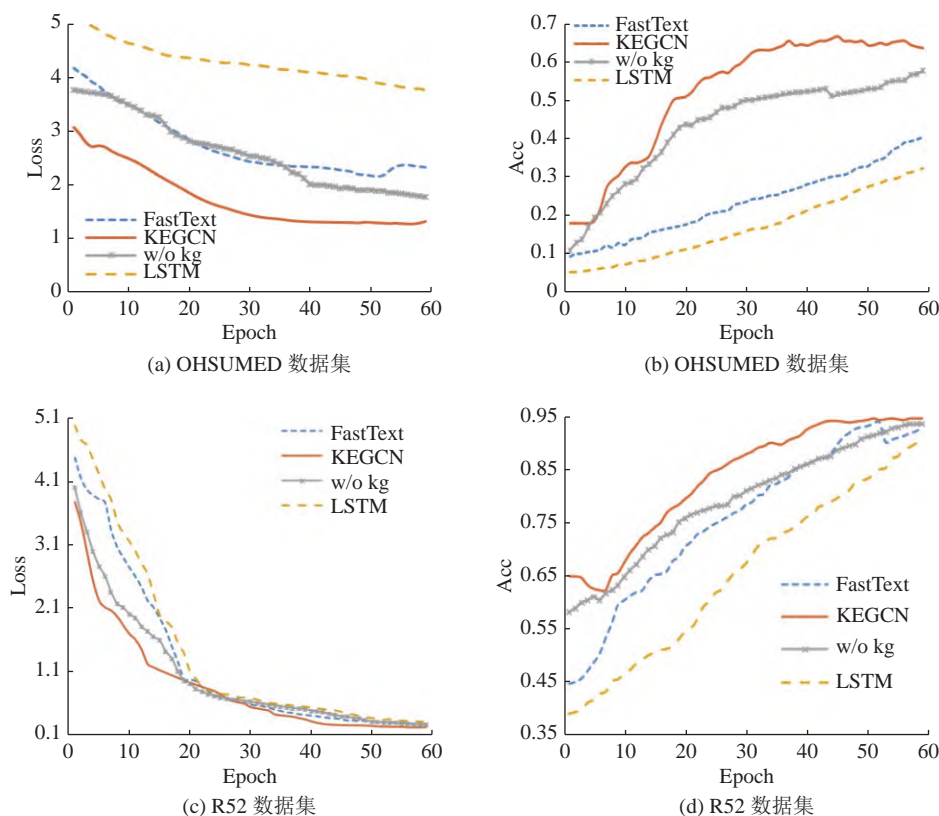 5
4
3
2
1
0
Loss
FastText
KEGCN
w/o kg
LSTM
0 10 20 30 40 50 60
Epoch
(a) OHSUMED 数据集
0.7
0.6
0.5
0.4
0.3
0.2
0.1
0
Acc
FastText
KEGCN
w/o kg
LSTM
0 10 20 30 40 50 60
Epoch
(b) OHSUMED 数据集
5.1
4.1
3.1
2.1
1.1
0.1
Loss
FastText
KEGCN
w/o kg
LSTM
0 10 20 30 40 50 60
Epoch
(c) R52 数据集
0.95
0.85
0.75
0.65
0.55
0.45
0.35
Acc
FastText
KEGCN
w/o kg
LSTM
0 10 20 30 40 50 60
Epoch
(d) R52 数据集